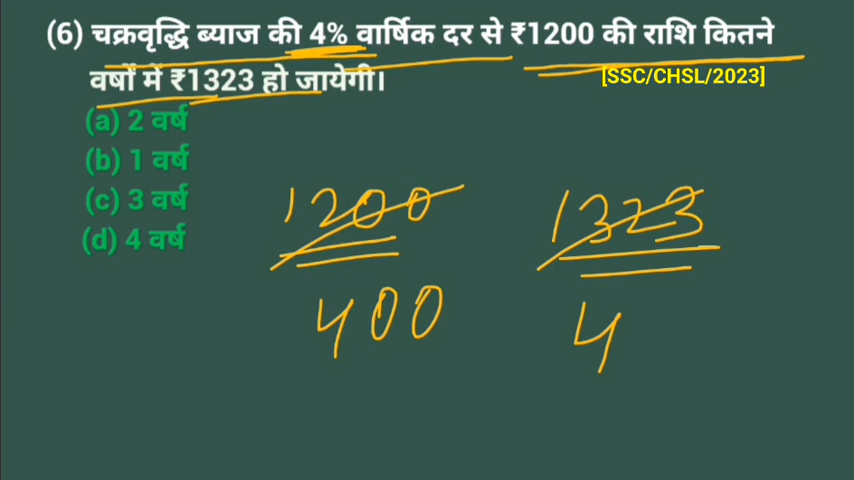 (6) चक्रवृद्धि ब्याज की 4% वार्षिक दर से ₹1200 की राशि कितने
वर्षों में ₹1323 हो जायेगी।
[SSC/CHSL/2023]
(a) 2 वर्ष
(b) 1 वर्ष
(c) 3 वर्ष
(d) 4 वर्ष
1200 1323
400 4